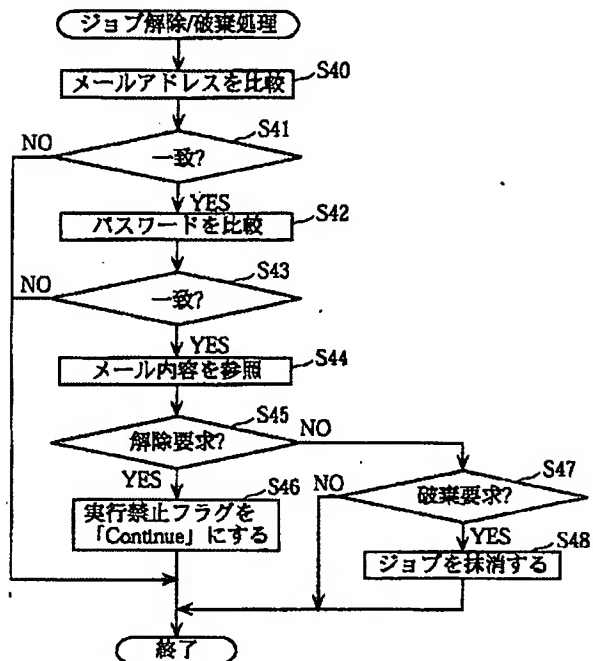 ジョブ解除/破棄処理
S40
メールアドレスを比較
S41
NO
一致?
YES
S42
パスワードを比較
S43
NO
一致?
YES
S44
メール内容を参照
S45
NO
解除要求?
YES
S46
実行禁止フラグを
「Continue」にする
S47
NO
破棄要求?
YES
S48
ジョブを抹消する
終了